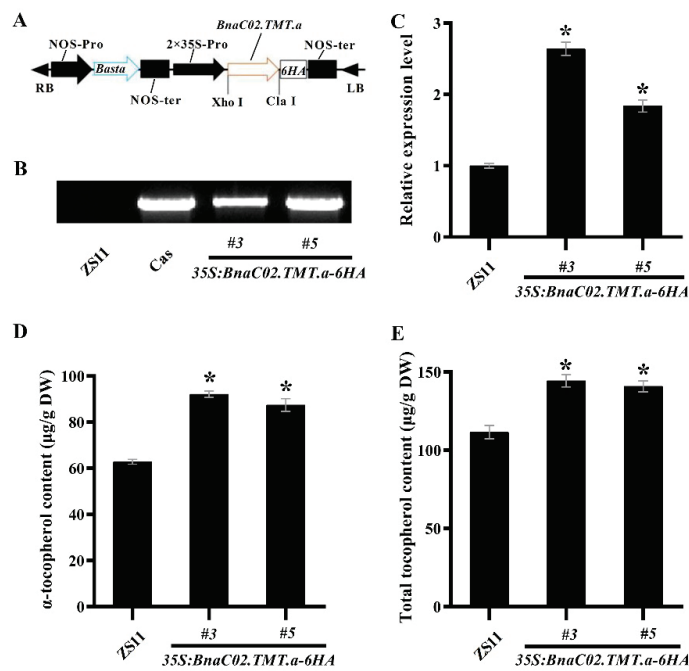 A
BnaC02.TMT.a
NOS-Pro
2×35S-Pro
NOS-ter
Basta
6HA
RB
NOS-ter
Xho I
Cla I
LB
B
ZS11
Cas
#3
#5
35S:BnaC02.TMT.a-6HA
C
Relative expression level
3
2
1
0
*
*
ZS11
#3
#5
35S:BnaC02.TMT.a-6HA
D
α-tocopherol content (μg/g DW)
100
80
60
40
20
0
*
*
ZS11
#3
#5
35S:BnaC02.TMT.a-6HA
E
Total tocopherol content (μg/g DW)
150
100
50
0
*
*
ZS11
#3
#5
35S:BnaC02.TMT.a-6HA